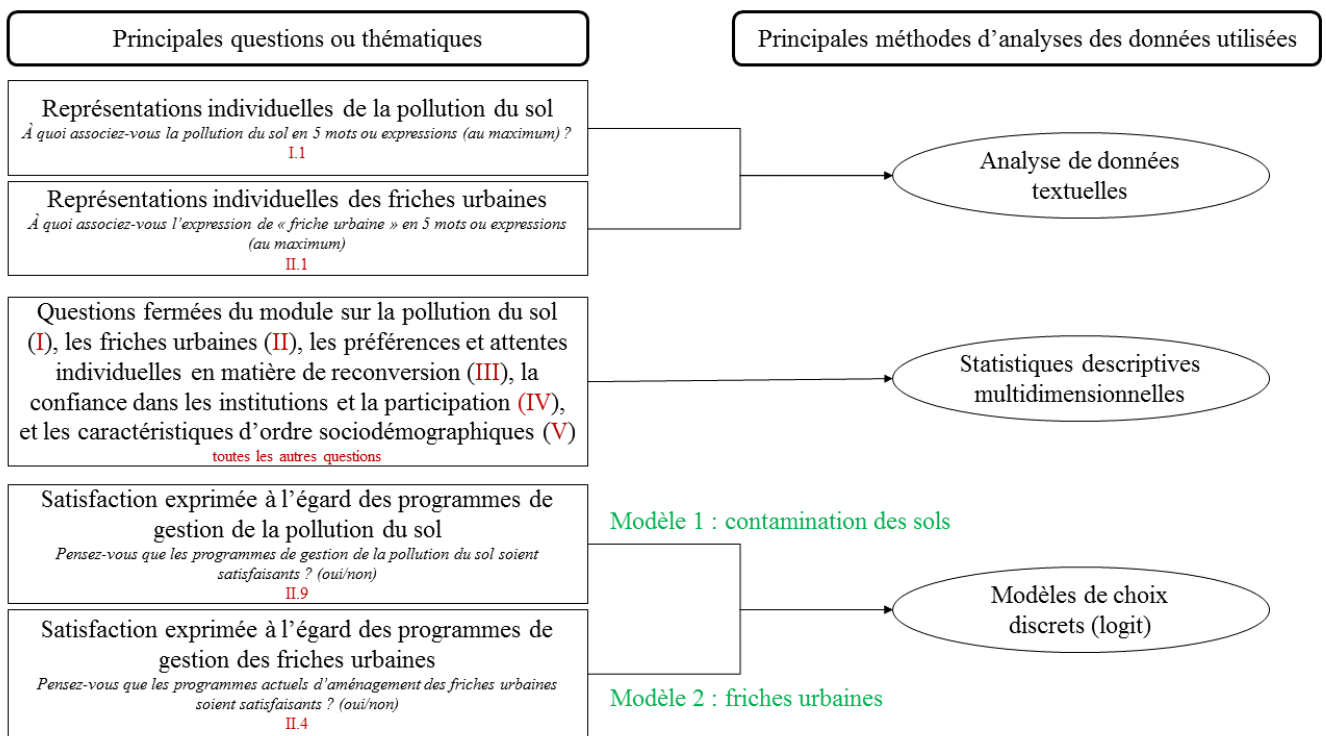 Principales questions ou thématiques
Principales méthodes d'analyses des données utilisées
Représentations individuelles de la pollution du sol
À quoi associez-vous la pollution du sol en 5 mots ou expressions (au maximum) ?
I.1
Représentations individuelles des friches urbaines
À quoi associez-vous l'expression de « friche urbaine » en 5 mots ou expressions
(au maximum)
II.1
Analyse de données
textuelles
Questions fermées du module sur la pollution du sol
(I), les friches urbaines (II), les préférences et attentes
individuelles en matière de reconversion (III), la
confiance dans les institutions et la participation (IV),
et les caractéristiques d'ordre sociodémographiques (V)
toutes les autres questions
Statistiques descriptives
multidimensionnelles
Satisfaction exprimée à l'égard des programmes de
gestion de la pollution du sol
Pensez-vous que les programmes de gestion de la pollution du sol soient
satisfaisants ? (oui/non)
II.9
Modèle 1 : contamination des sols
Satisfaction exprimée à l'égard des programmes de
gestion des friches urbaines
Pensez-vous que les programmes actuels d'aménagement des friches urbaines
soient satisfaisants ? (oui/non)
II.4
Modèle 2 : friches urbaines
Modèles de choix
discrets (logit)